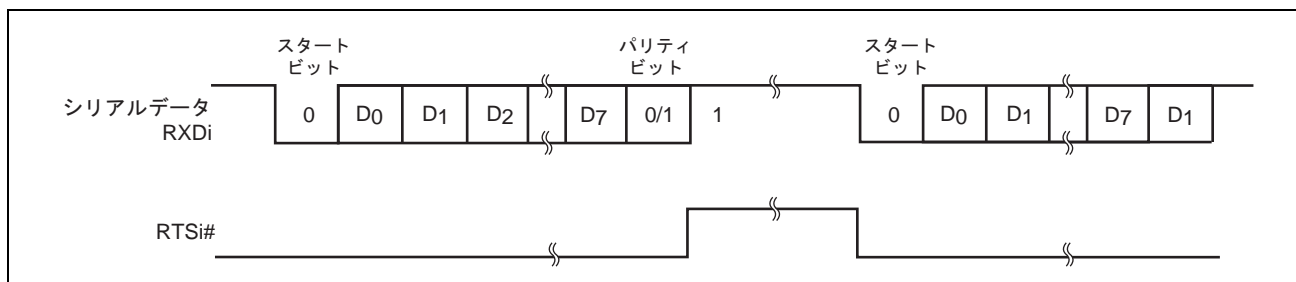 スタート
ビット
パリティ
ビット
スタート
ビット
シリアルデータ
RXDi
0 D0 D1 D2 D7 0/1 1 0 D0 D1 D7 D1
RTSi#